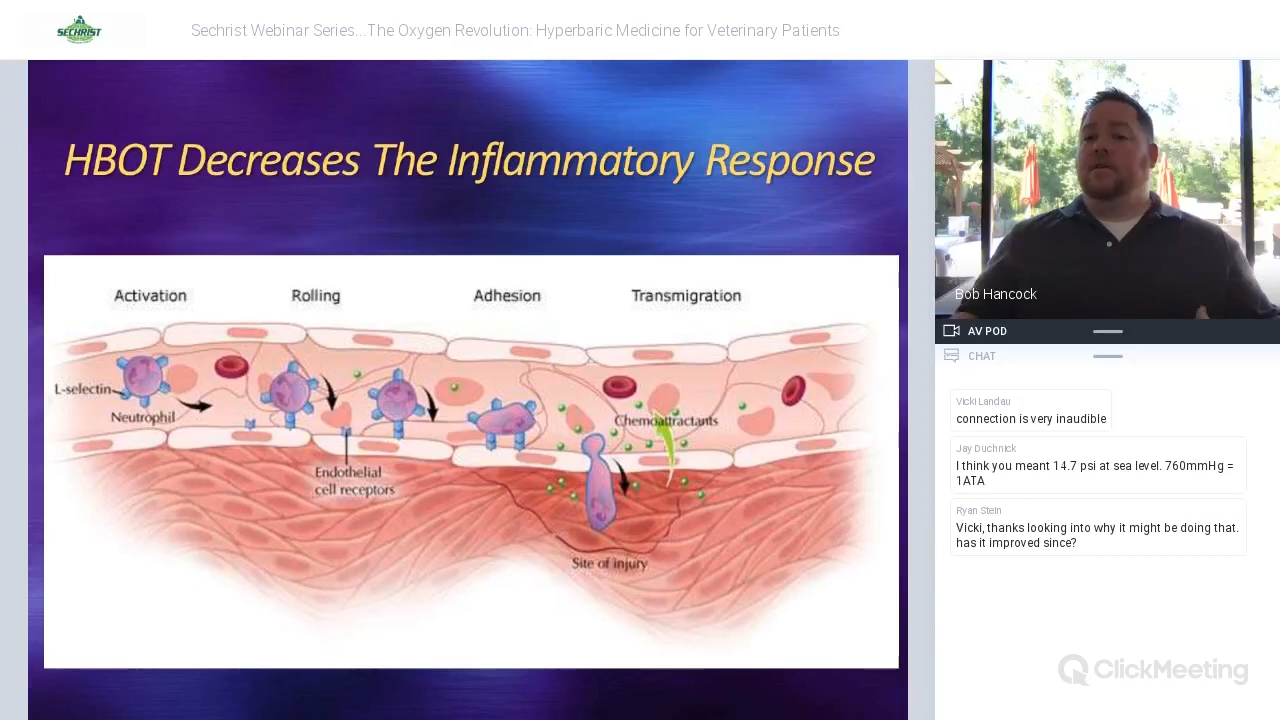 SECHRIST
Sechrist Webinar Series...The Oxygen Revolution: Hyperbaric Medicine for Veterinary Patients
HBOT Decreases The Inflammatory Response
Activation
Rolling
Adhesion
Transmigration
L-selectin
Neutrophil
Chemoattractants
Endothelial
cell receptors
Site of injury
Bob Hancock
AV POD
CHAT
Vicki Landau
connection is very inaudible
Jay Duchnick
I think you meant 14.7 psi at sea level. 760mmHg =
1ATA
Ryan Stein
Vicki, thanks looking into why it might be doing that.
has it improved since?
ClickMeeting